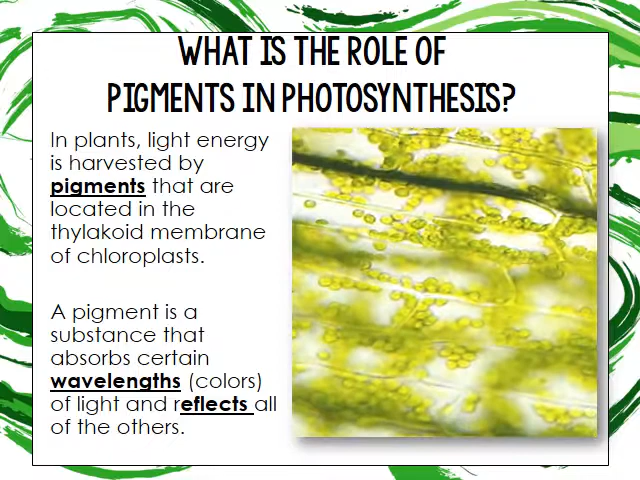 WHAT IS THE ROLE OF
PIGMENTS IN PHOTOSYNTHESIS?
In plants, light energy
is harvested by
pigments that are
located in the
thylakoid membrane
of chloroplasts.
A pigment is a
substance that
absorbs certain
wavelengths (colors)
of light and reflects all
of the others.